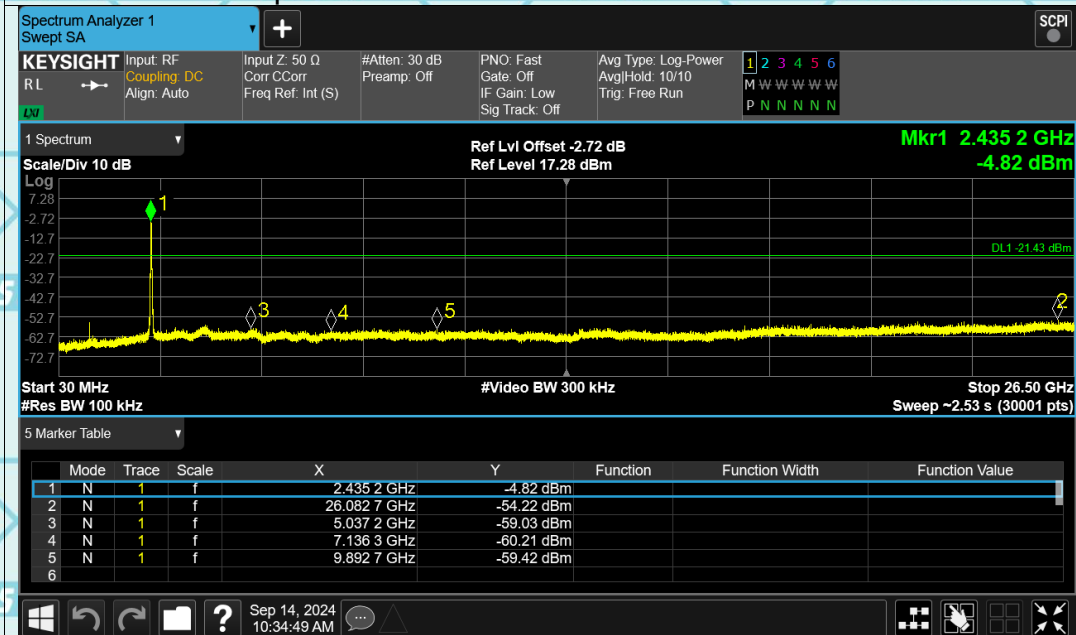 Spectrum Analyzer 1
Swept SA
+
SCPI
KEYSIGHT
RL
LXI
Input: RF
Coupling: DC
Align: Auto
Input Z: 50 Ω
Corr CCorr
Freq Ref: Int (S)
#Atten: 30 dB
Preamp: Off
PNO: Fast
Gate: Off
IF Gain: Low
Sig Track: Off
Avg Type: Log-Power
Avg|Hold: 10/10
Trig: Free Run
1 2 3 4 5 6
M W W W W W
P N N N N N
1 Spectrum
Scale/Div 10 dB
Ref Lvl Offset -2.72 dB
Ref Level 17.28 dBm
Mkr1 2.435 2 GHz
-4.82 dBm
Log
7.28
-2.72
-12.7
-22.7
-32.7
-42.7
-52.7
-62.7
-72.7
1
DL1 -21.43 dBm
3
4
5
2
Start 30 MHz
#Video BW 300 kHz
Stop 26.50 GHz
#Res BW 100 kHz
Sweep ~2.53 s (30001 pts)
5 Marker Table
Mode Trace Scale X Y Function Function Width Function Value
1 N 1 f 2.435 2 GHz -4.82 dBm
2 N 1 f 26.082 7 GHz -54.22 dBm
3 N 1 f 5.037 2 GHz -59.03 dBm
4 N 1 f 7.136 3 GHz -60.21 dBm
5 N 1 f 9.892 7 GHz -59.42 dBm
6
?
Sep 14, 2024
10:34:49 AM